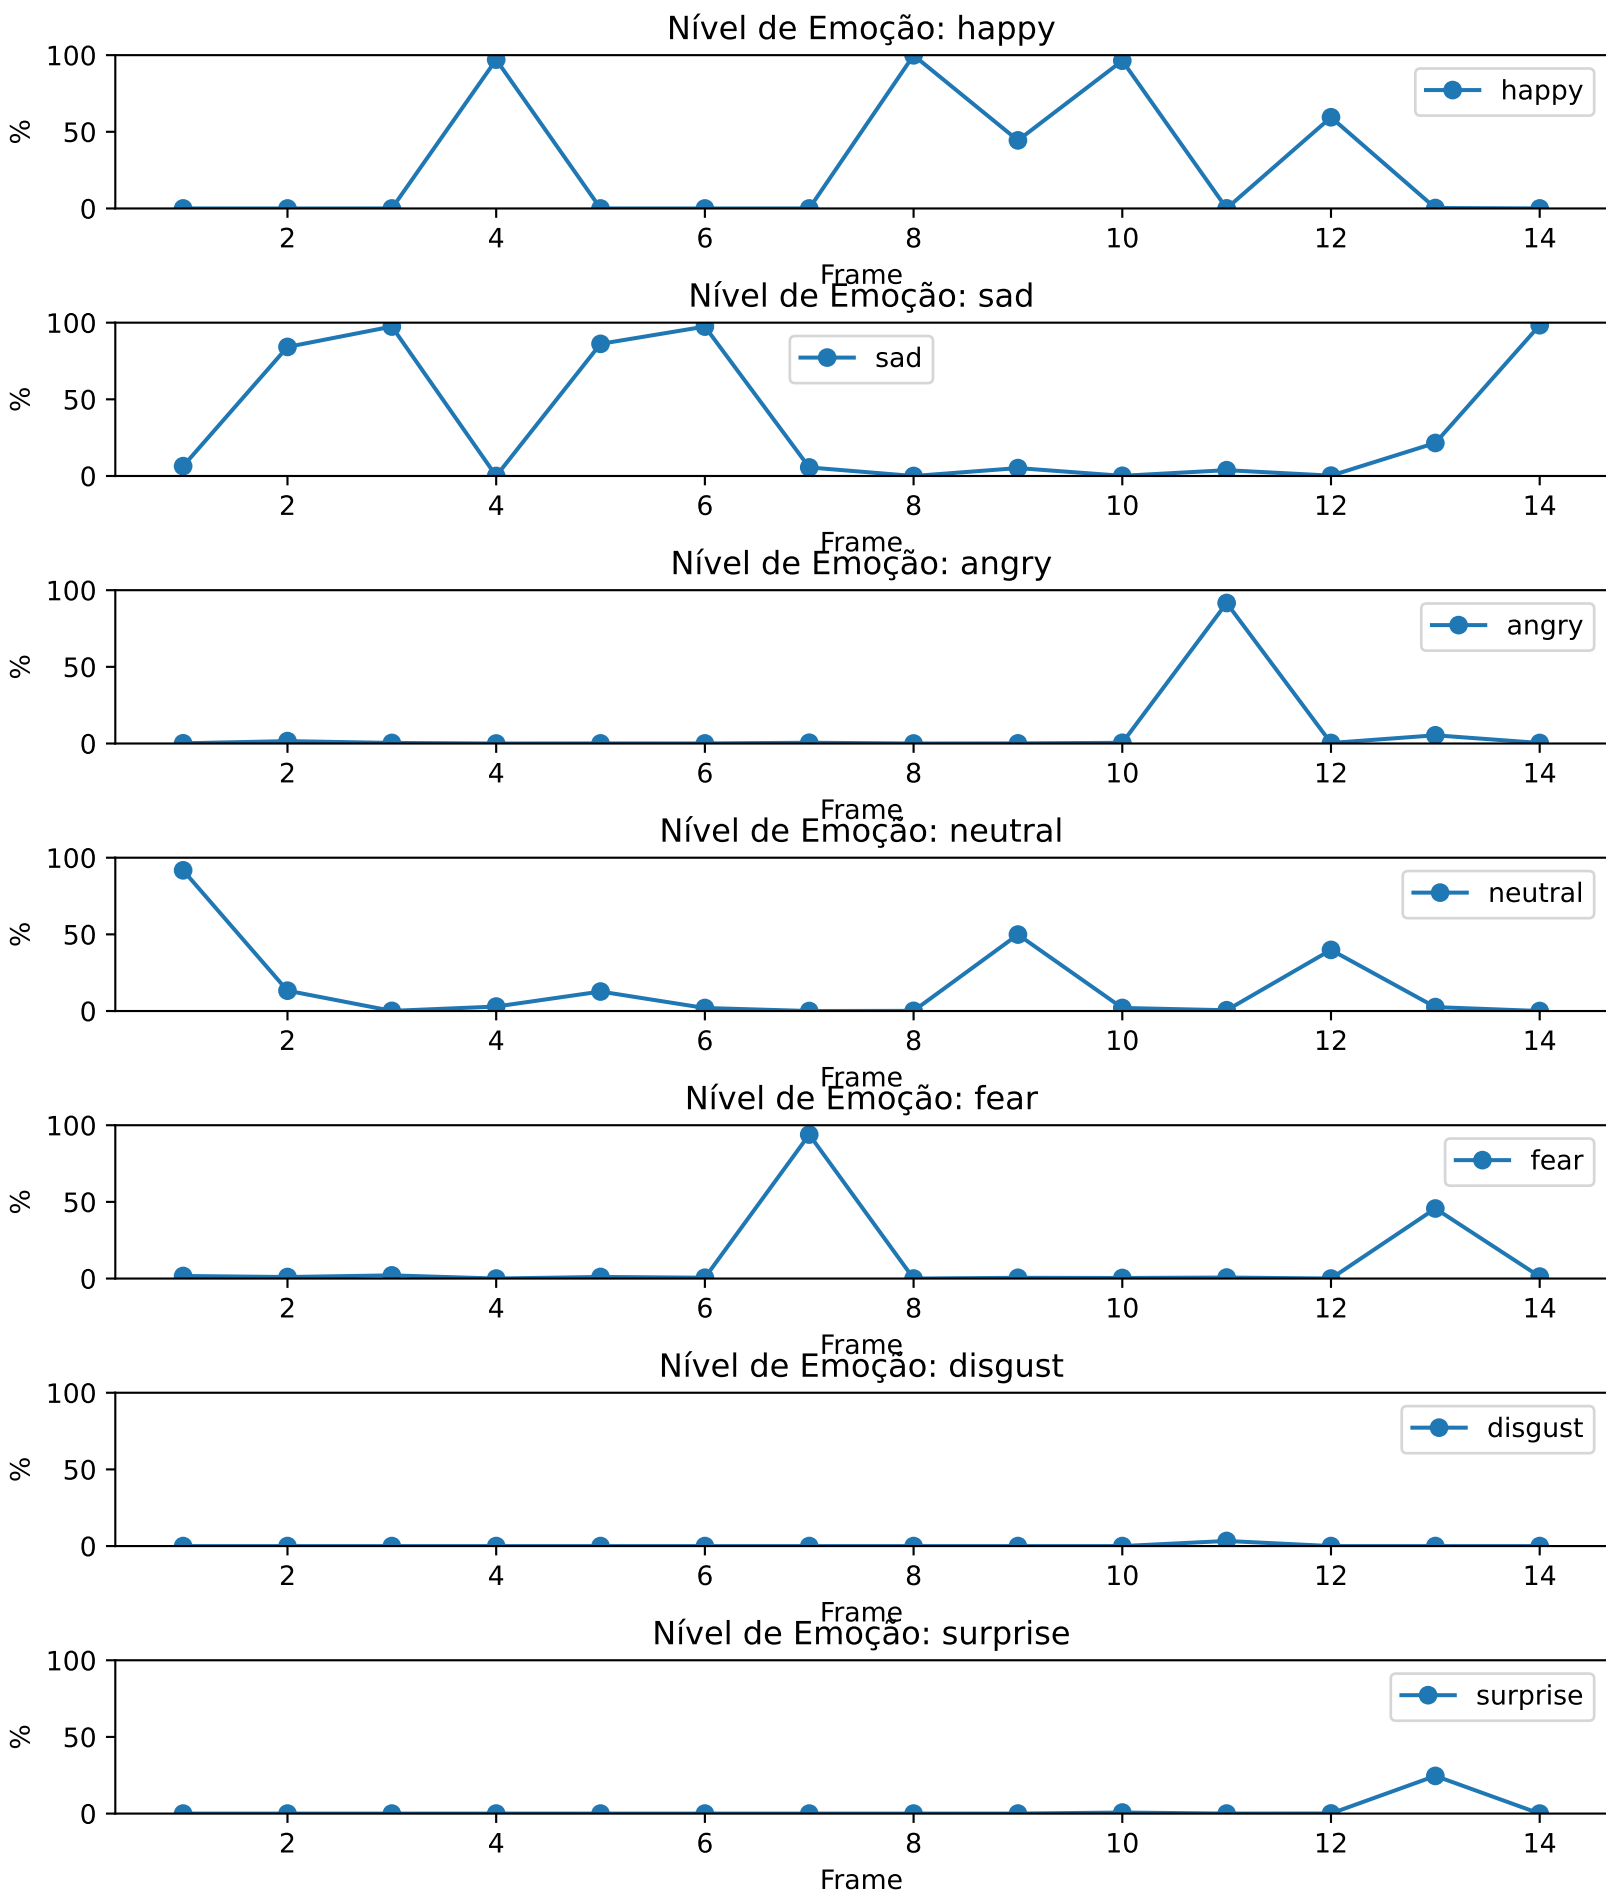 Nívél de Emoção: happy
100
happy
%
50
0
2 4 6 8 10 12 14
Frame
Nível de Emoção: sad
100
sad
%
50
0
2 4 6 8 10 12 14
Frame
Nível de Emoção: angry
100
angry
%
50
0
2 4 6 8 10 12 14
Frame
Nível de Emoção: neutral
100
neutral
%
50
0
2 4 6 8 10 12 14
Frame
Nível de Emoção: fear
100
fear
%
50
0
2 4 6 8 10 12 14
Frame
Nível de Emoção: disgust
100
disgust
%
50
0
2 4 6 8 10 12 14
Frame
Nível de Emoção: surprise
100
surprise
%
50
0
2 4 6 8 10 12 14
Frame